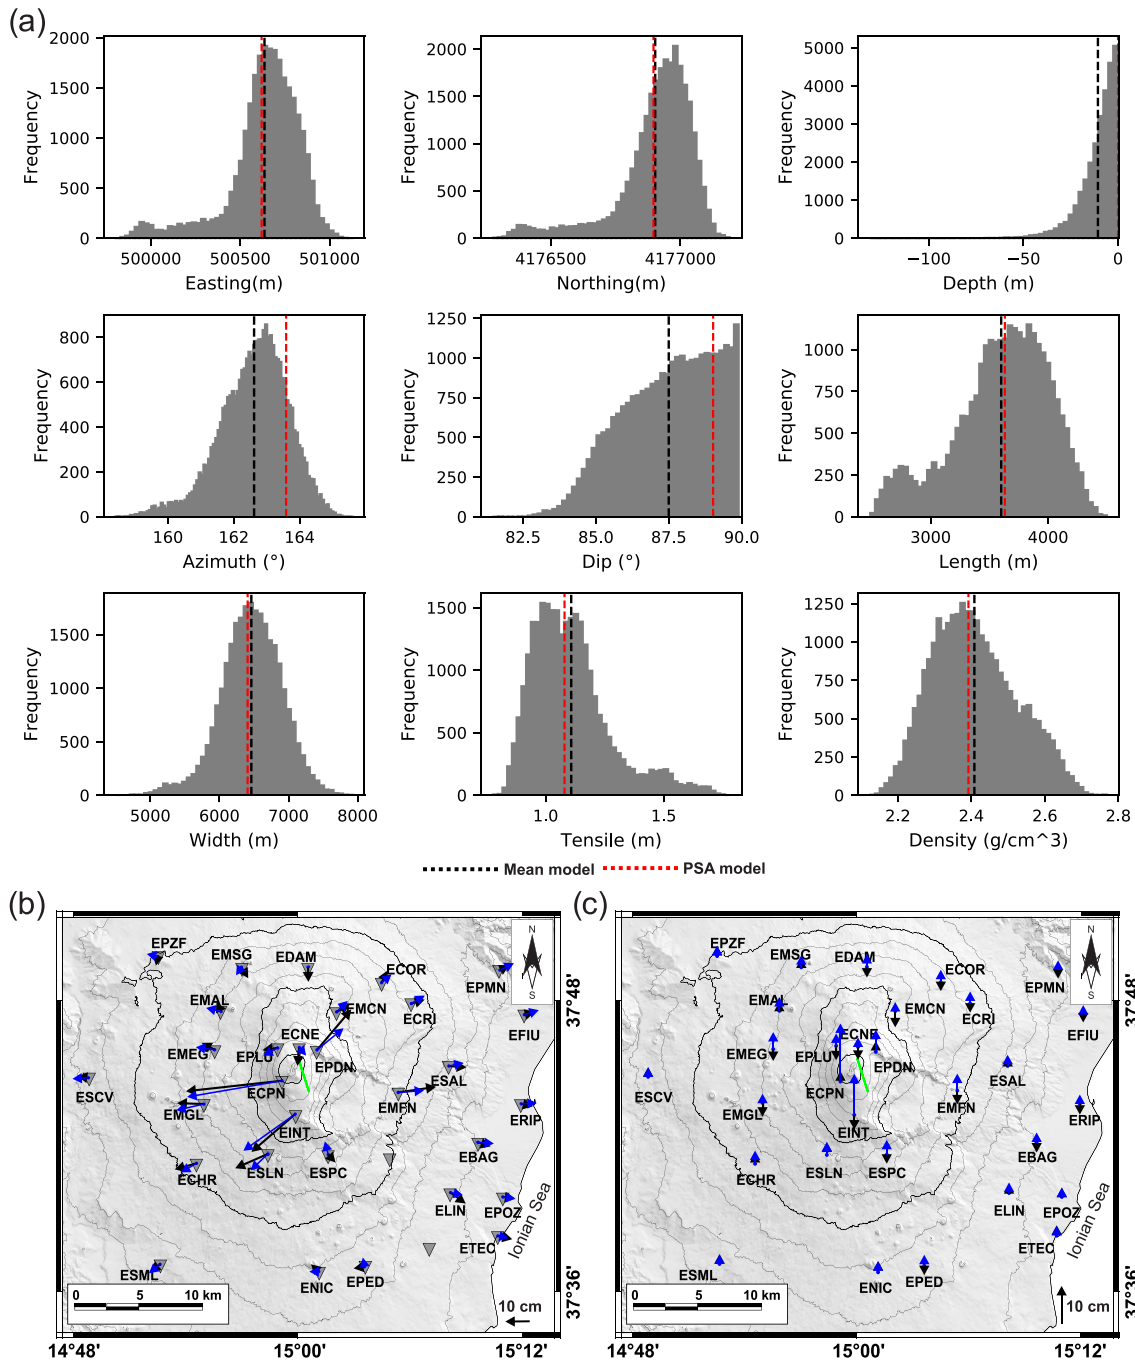 (a)
2000
1500
1000
500
0
Frequency
500000 500500 501000
Easting(m)
2000
1500
1000
500
0
Frequency
4176500 4177000
Northing(m)
5000
4000
3000
2000
1000
0
Frequency
−100 −50 0
Depth (m)
800
600
400
200
0
Frequency
160 162 164
Azimuth (°)
1250
1000
750
500
250
0
Frequency
82.5 85.0 87.5 90.0
Dip (°)
1000
750
500
250
0
Frequency
3000 4000
Length (m)
1500
1000
500
0
Frequency
5000 6000 7000 8000
Width (m)
1500
1000
500
0
Frequency
1.0 1.5
Tensile (m)
1250
1000
750
500
250
0
Frequency
2.2 2.4 2.6 2.8
Density (g/cm^3)
Mean model PSA model
(b)
N
S
EPZF
EMSG
EDAM
ECOR
EPMN
EMAL
EMCN
ECRI
EFIU
ECNE
EMEG
EPLU
EPDN
ESAL
ESCV
ECPN
EMFN
EMGL
EINT
ERIP
EBAG
ECHR
ESLN
ESPC
ELIN
EPOZ
ETEC
Ionian Sea
ESML
ENIC
EPED
0 5 10 km
10 cm
37°48'
37°36'
14°48' 15°00' 15°12'
(c)
N
S
EPZF
EMSG
EDAM
ECOR
EPMN
EMAL
EMCN
ECRI
EFIU
ECNE
EMEG
EPLU
EPDN
ESAL
ESCV
ECPN
EMFN
EMGL
EINT
ERIP
EBAG
ECHR
ESLN
ESPC
ELIN
EPOZ
ETEC
Ionian Sea
ESML
ENIC
EPED
0 5 10 km
10 cm
37°48'
37°36'
14°48' 15°00' 15°12'